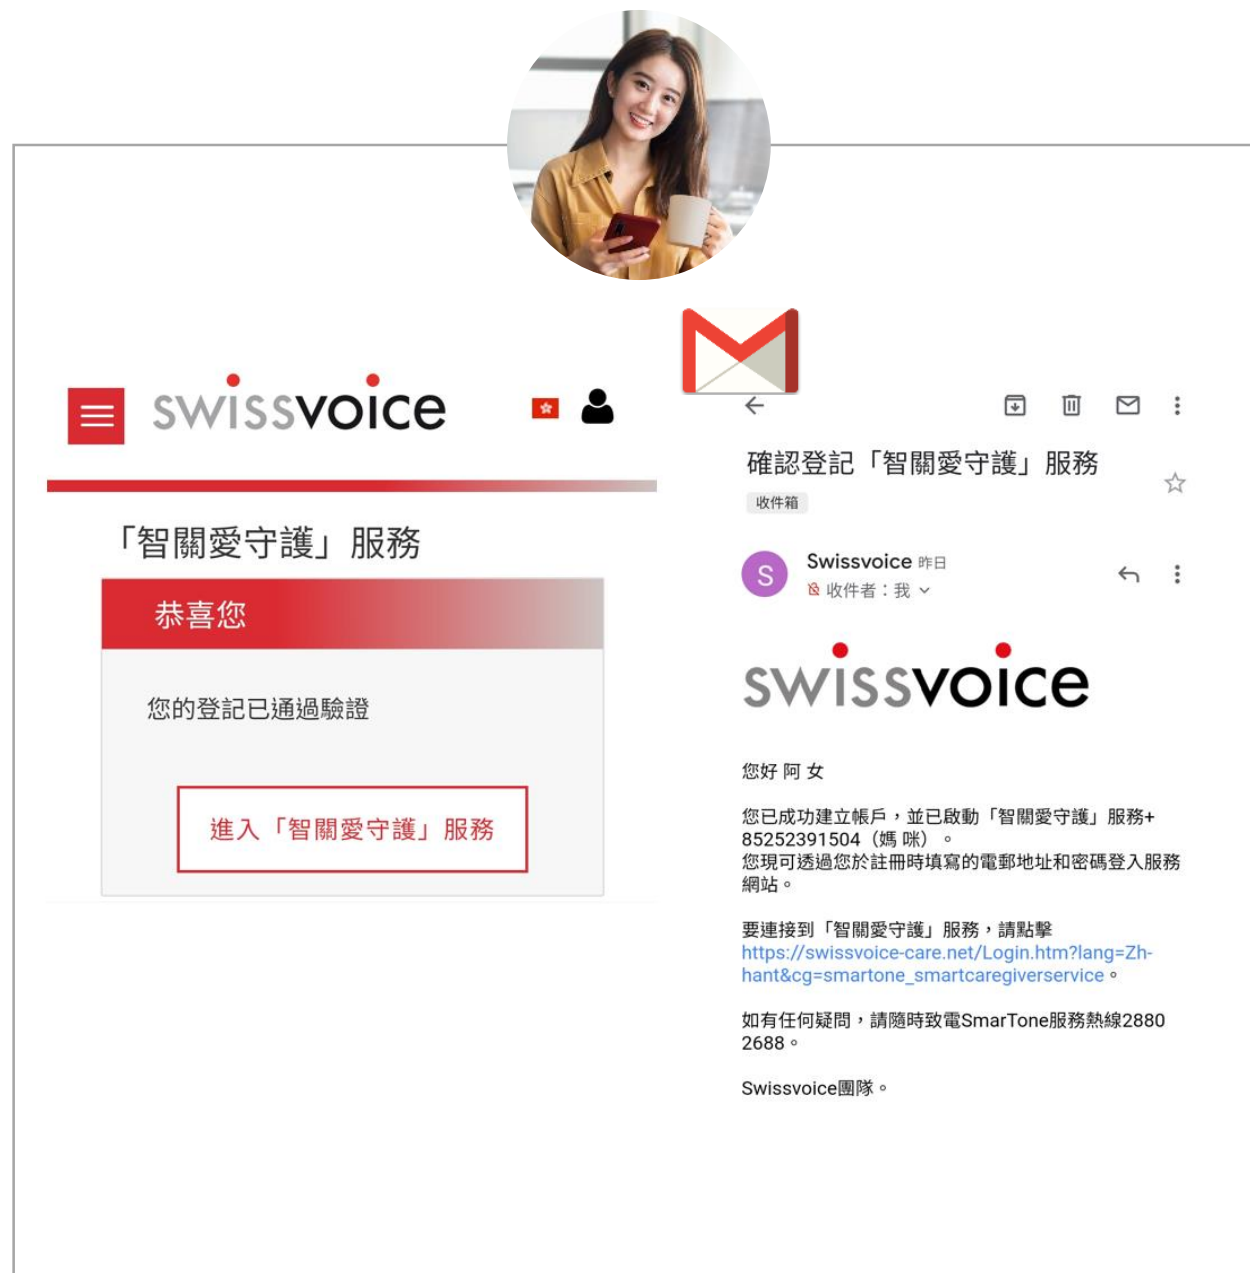 swissvoice
「智關愛守護」服務
恭喜您
您的登記已通過驗證
進入「智關愛守護」服務
確認登記「智關愛守護」服務
收件箱
S
Swissvoice 昨日
收件者：我
swissvoice
您好 阿 女
您已成功建立帳戶，並已啟動「智關愛守護」服務+
85252391504（媽 咪）。
您現可透過您於註冊時填寫的電郵地址和密碼登入服務
網站。
要連接到「智關愛守護」服務，請點擊
https://swissvoice-care.net/Login.htm?lang=Zh-
hant&cg=smartone_smartcaregiverservice。
如有任何疑問，請隨時致電SmarTone服務熱線2880
2688。
Swissvoice團隊。